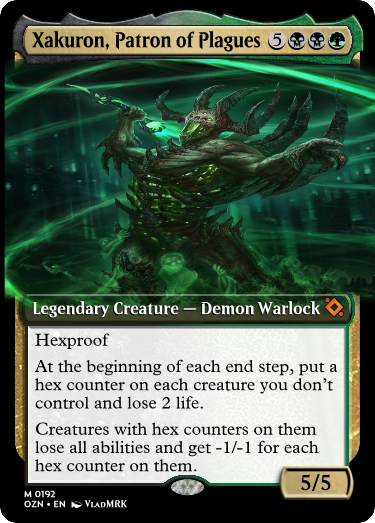 Xakuron, Patron of Plagues 5
Legendary Creature — Demon Warlock
Hexproof
At the beginning of each end step, put a
hex counter on each creature you don't
control and lose 2 life.
Creatures with hex counters on them
lose all abilities and get -1/-1 for each
hex counter on them.
5/5
M 0192
OZN • EN VladMRK